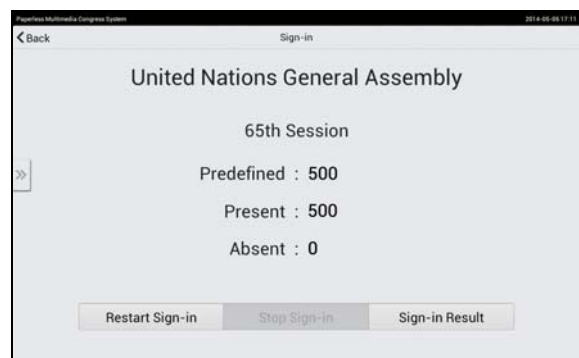 Paperless Multimedia Congress System 2014-05-06 17:11
Back Sign-in
United Nations General Assembly
65th Session
Predefined : 500
Present : 500
Absent : 0
Restart Sign-in Stop Sign-in Sign-in Result